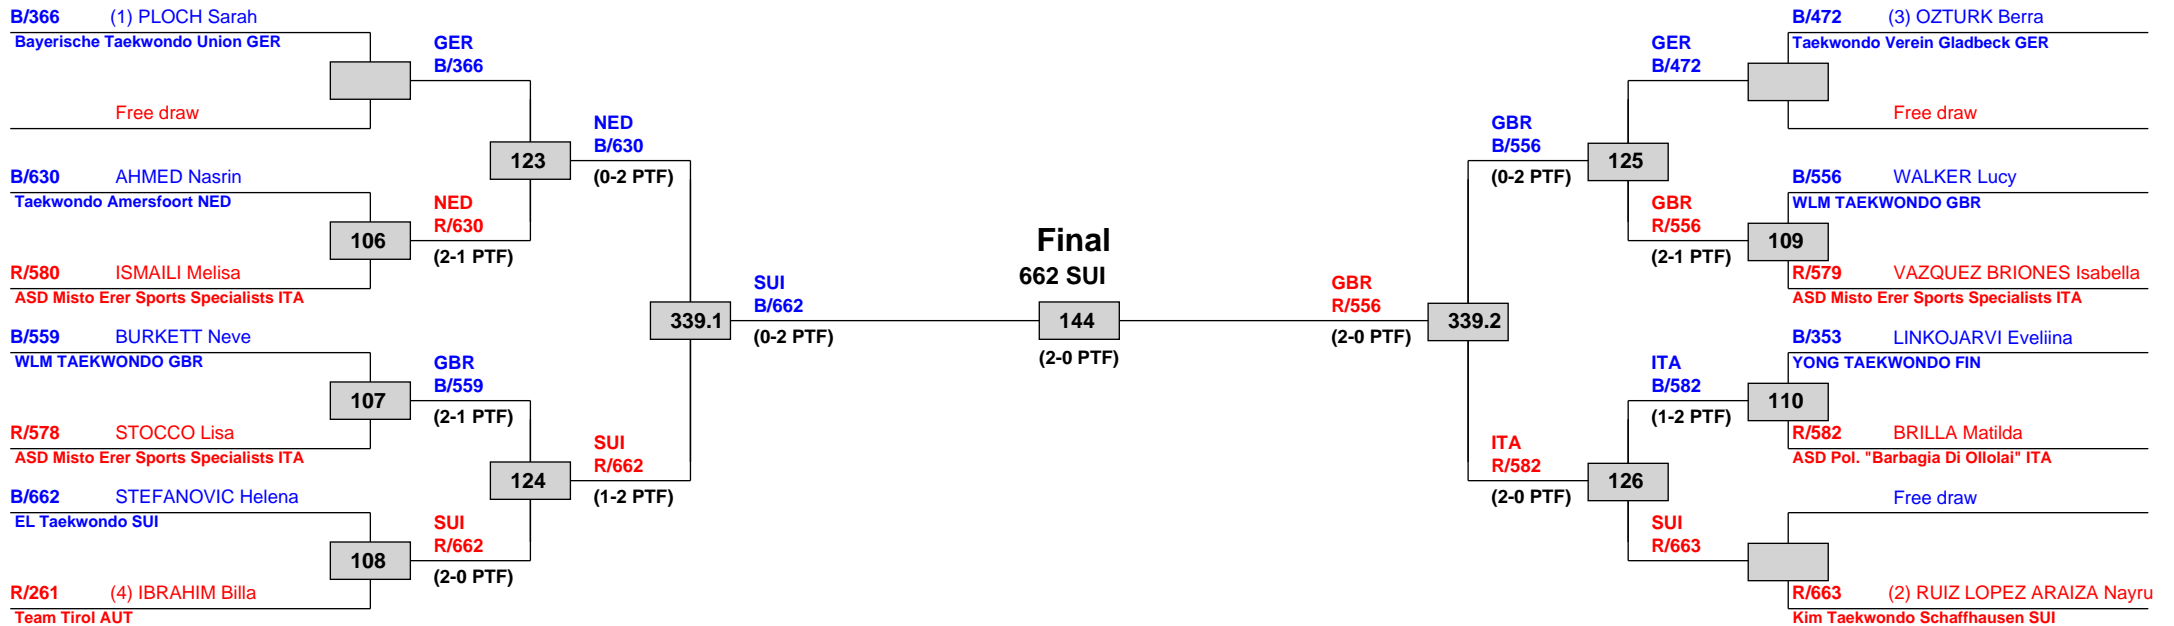 B/366 (1) PLOCH Sarah
Bayerische Taekwondo Union GER
Free draw
B/630 AHMED Nasrin
Taekwondo Amersfoort NED
R/580 ISMAILI Melisa
ASD Misto Erer Sports Specialists ITA
B/559 BURKETT Neve
WLM TAEKWONDO GBR
R/578 STOCCO Lisa
ASD Misto Erer Sports Specialists ITA
B/662 STEFANOVIC Helena
EL Taekwondo SUI
R/261 (4) IBRAHIM Billa
Team Tirol AUT
106
107
108
GER
B/366
NED
R/630
(2-1 PTF)
GBR
B/559
(2-1 PTF)
SUI
R/662
(2-0 PTF)
123
124
NED
B/630
(0-2 PTF)
SUI
R/662
(1-2 PTF)
339.1
SUI
B/662
(0-2 PTF)
Final
662 SUI
144
(2-0 PTF)
GBR
R/556
(2-0 PTF)
339.2
GBR
B/556
(0-2 PTF)
ITA
R/582
(2-0 PTF)
125
126
GER
B/472
GBR
R/556
(2-1 PTF)
ITA
B/582
(1-2 PTF)
SUI
R/663
109
110
B/472 (3) OZTURK Berra
Taekwondo Verein Gladbeck GER
Free draw
B/556 WALKER Lucy
WLM TAEKWONDO GBR
R/579 VAZQUEZ BRIONES Isabella
ASD Misto Erer Sports Specialists ITA
B/353 LINKOJARVI Eveliina
YONG TAEKWONDO FIN
R/582 BRILLA Matilda
ASD Pol. "Barbagia Di Ollolai" ITA
Free draw
R/663 (2) RUIZ LOPEZ ARAIZA Nayru
Kim Taekwondo Schaffhausen SUI